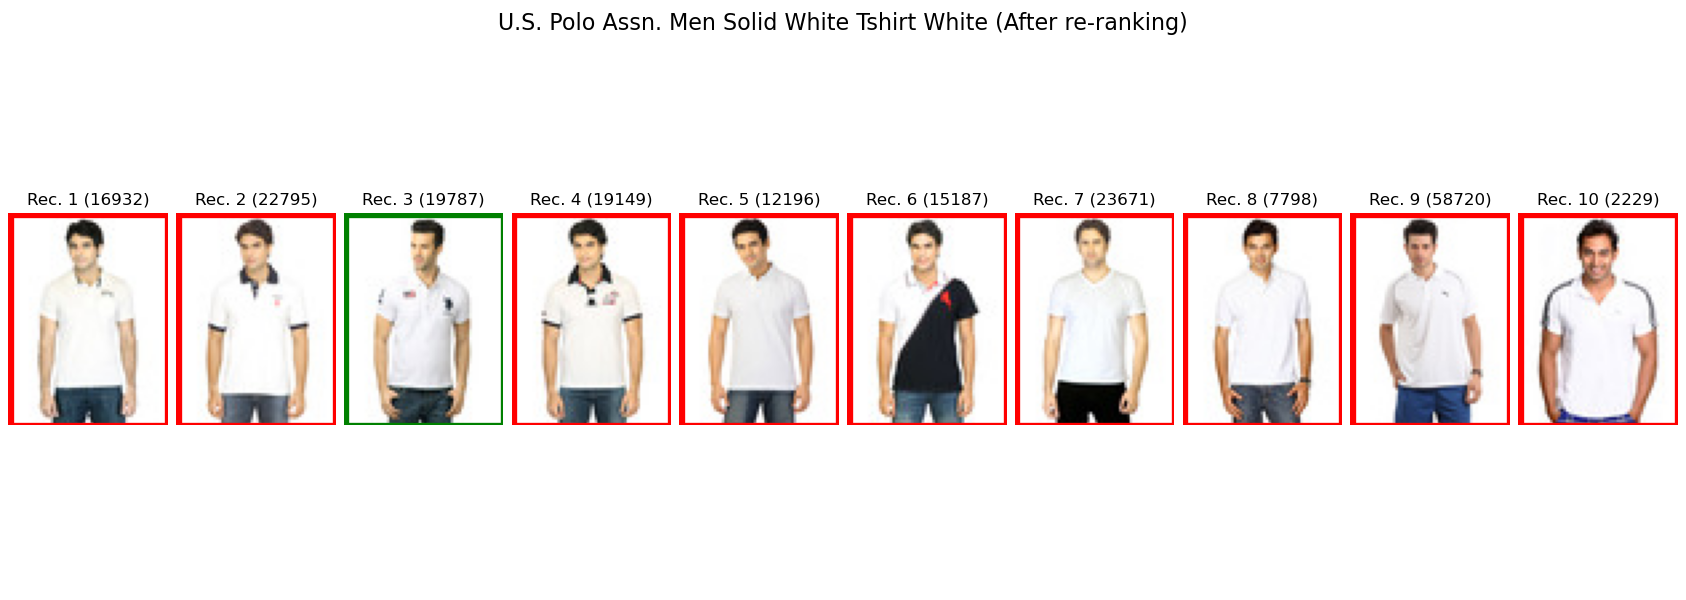 U.S. Polo Assn. Men Solid White Tshirt White (After re-ranking)
Rec. 1 (16932)
Rec. 2 (22795)
Rec. 3 (19787)
Rec. 4 (19149)
Rec. 5 (12196)
Rec. 6 (15187)
Rec. 7 (23671)
Rec. 8 (7798)
Rec. 9 (58720)
Rec. 10 (2229)